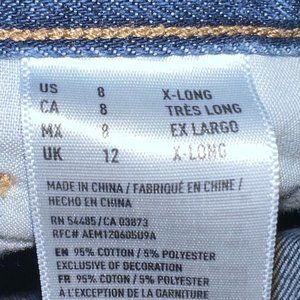 US 8 X-LONG
CA 8 TRÈS LONG
MX 8 EX LARGO
UK 12 X-LONG
MADE IN CHINA / FABRIQUÉ EN CHINE /
HECHO EN CHINA
RN 54485/CA 03873
RFC# AEM120605U9A
EN 95% COTTON / 5% POLYESTER
EXCLUSIVE OF DECORATION
FR 95% COTON / 5% POLYESTER
À L'EXCEPTION DE LA GARNITURE